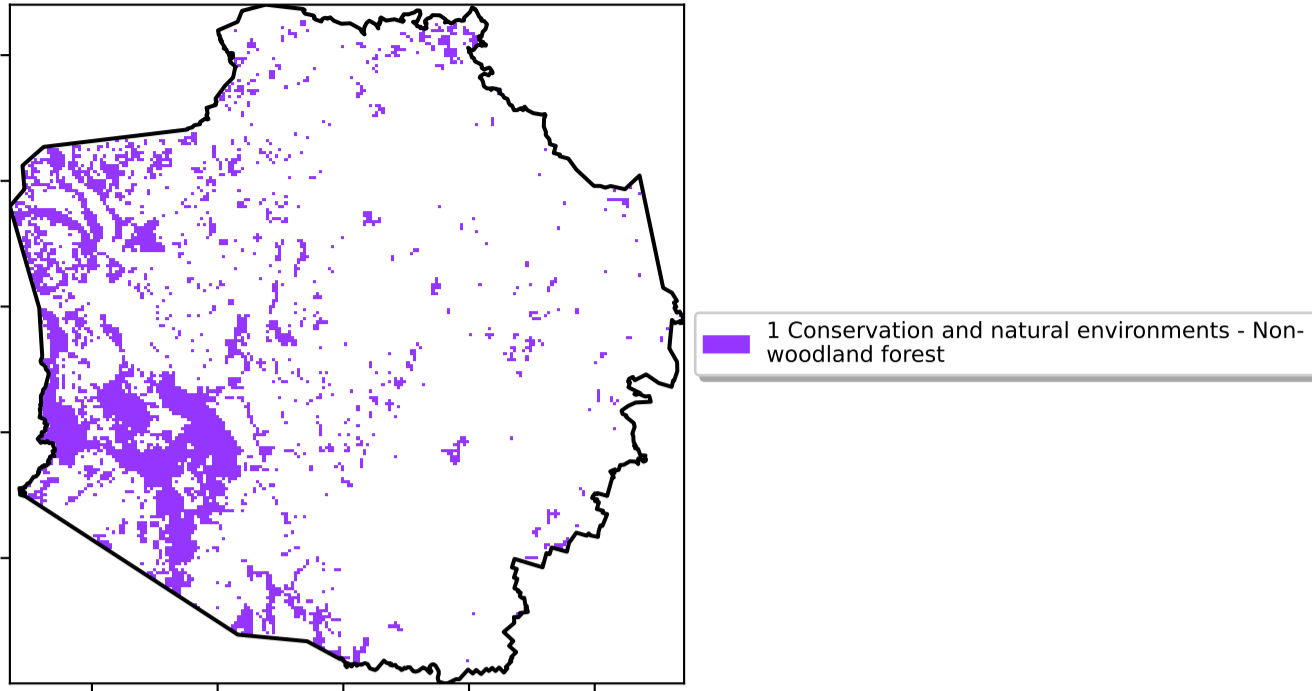 1 Conservation and natural environments - Non-
woodland forest